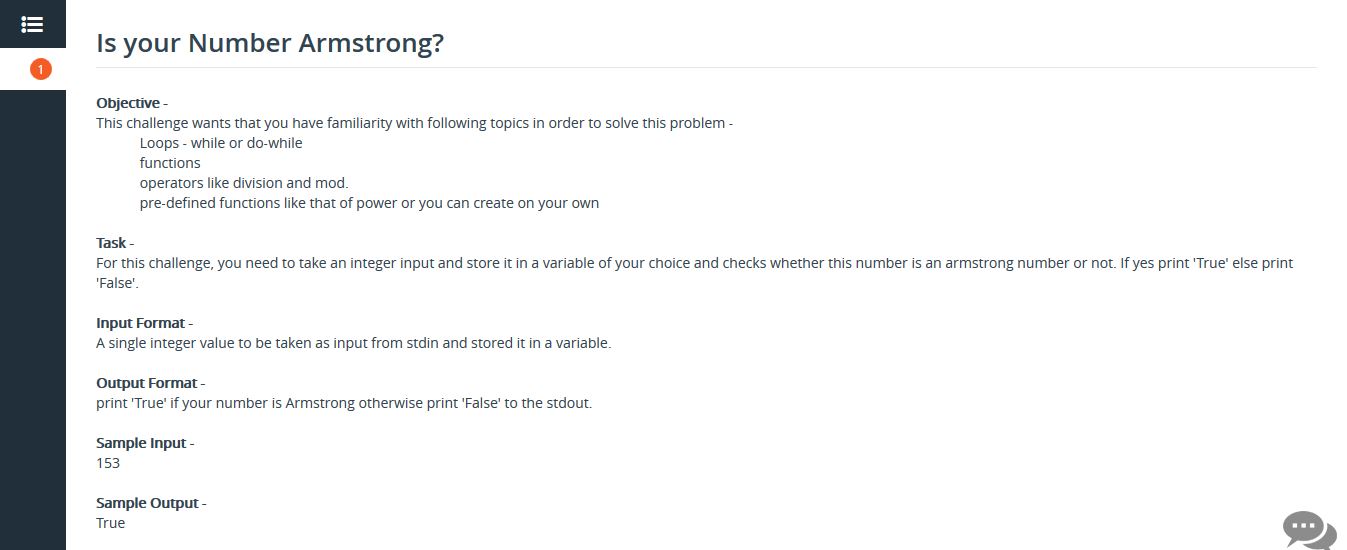 Is your Number Armstrong?
1
Objective -
This challenge wants that you have familiarity with following topics in order to solve this problem -
Loops - while or do-while
functions
operators like division and mod.
pre-defined functions like that of power or you can create on your own
Task -
For this challenge, you need to take an integer input and store it in a variable of your choice and checks whether this number is an armstrong number or not. If yes print 'True' else print
'False'.
Input Format -
A single integer value to be taken as input from stdin and stored it in a variable.
Output Format -
print 'True' if your number is Armstrong otherwise print 'False' to the stdout.
Sample Input -
153
Sample Output -
True